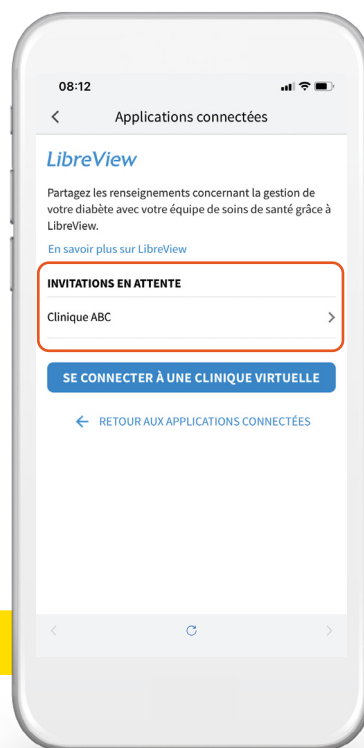 08:12
Applications connectées
LibreView
Partagez les renseignements concernant la gestion de
votre diabète avec votre équipe de soins de santé grâce à
LibreView.
En savoir plus sur LibreView
INVITATIONS EN ATTENTE
Clinique ABC
SE CONNECTER À UNE CLINIQUE VIRTUELLE
RETOUR AUX APPLICATIONS CONNECTÉES